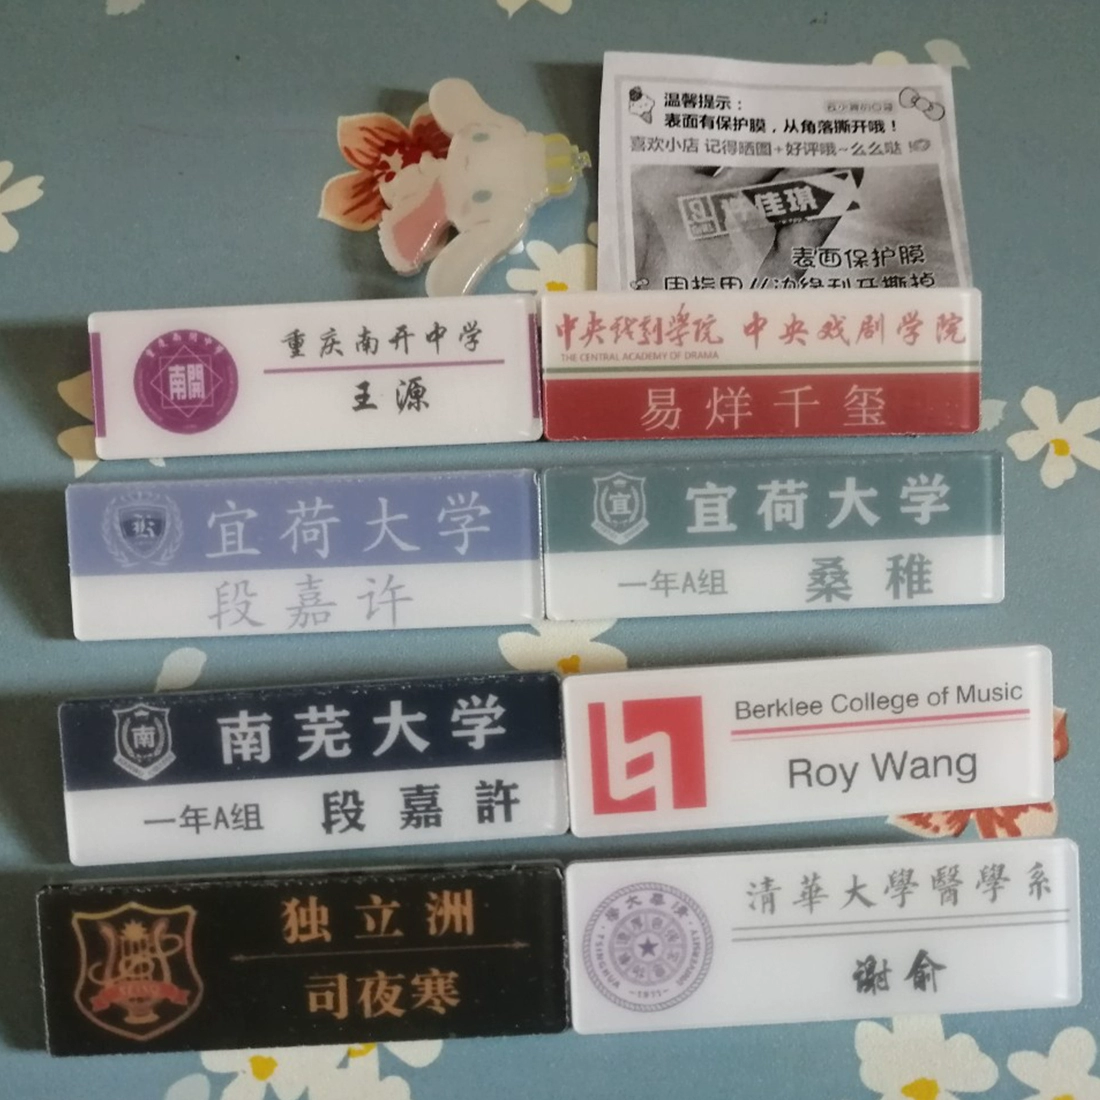 温馨提示：
表面有保护膜，从角落撕开哦！
喜欢小店 记得晒图+好评哦~么么哒
佳琪
表面保护膜
重庆南开中学
南開
王源
中央戏剧学院 中央戏剧学院
THE CENTRAL ACADEMY OF DRAMA
易烊千玺
宜荷大学
段嘉许
宜
宜荷大学
一年A组 桑稚
南
南芜大学
一年A组 段嘉許
Berklee College of Music
Roy Wang
独立洲
司夜寒
清華大學醫學系
谢俞
-1911-